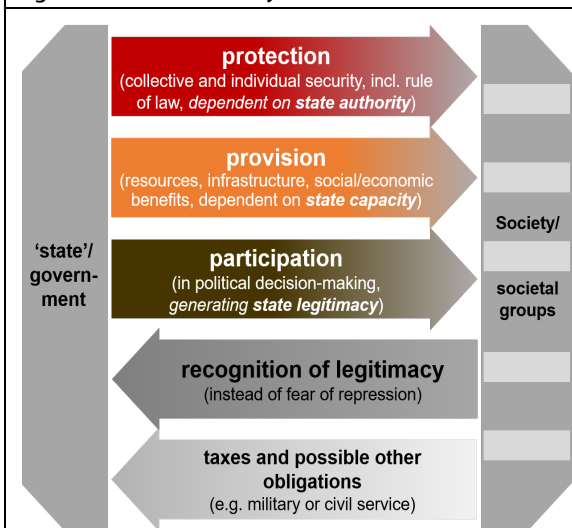 protection
(collective and individual security, incl. rule
of law, dependent on state authority)
provision
(resources, infrastructure, social/economic
benefits, dependent on state capacity)
participation
(in political decision-making,
generating state legitimacy)
recognition of legitimacy
(instead of fear of repression)
taxes and possible other
obligations
(e.g. military or civil service)
‘state’/
govern-
ment
Society/
societal
groups